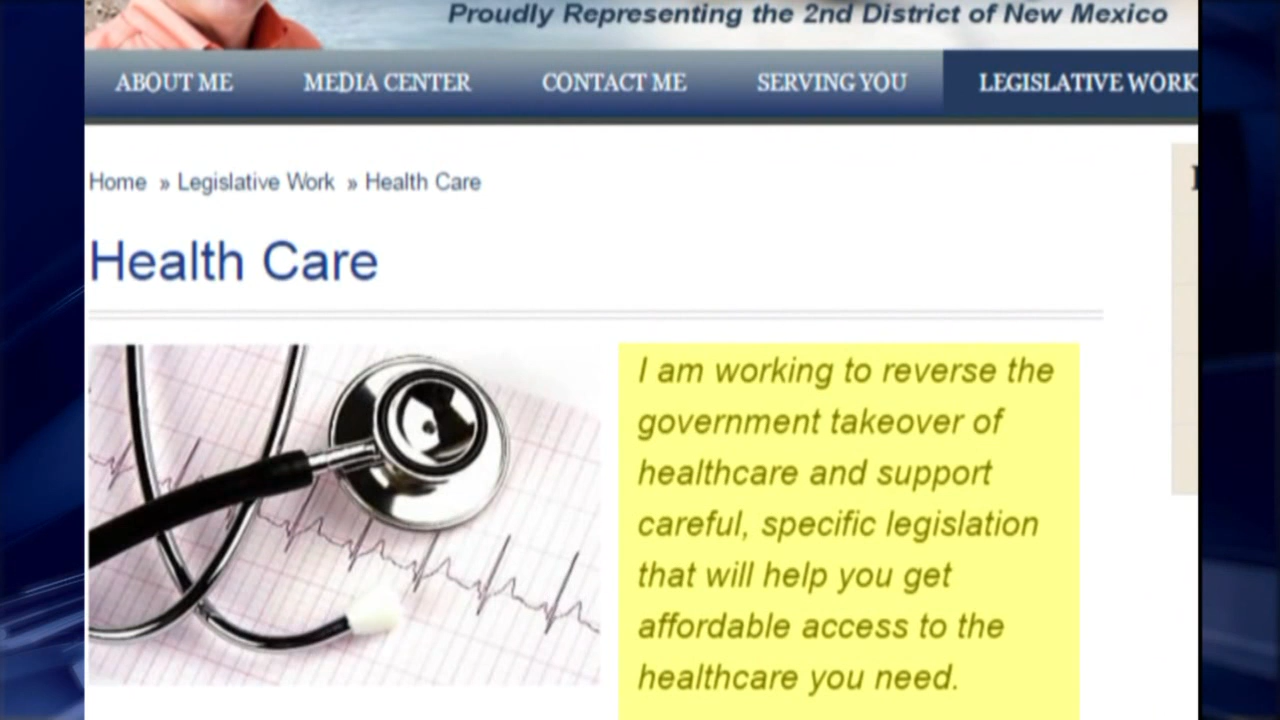 Proudly Representing the 2nd District of New Mexico
ABOUT ME MEDIA CENTER CONTACT ME SERVING YOU LEGISLATIVE WORK
Home » Legislative Work » Health Care
Health Care
I am working to reverse the
government takeover of
healthcare and support
careful, specific legislation
that will help you get
affordable access to the
healthcare you need.